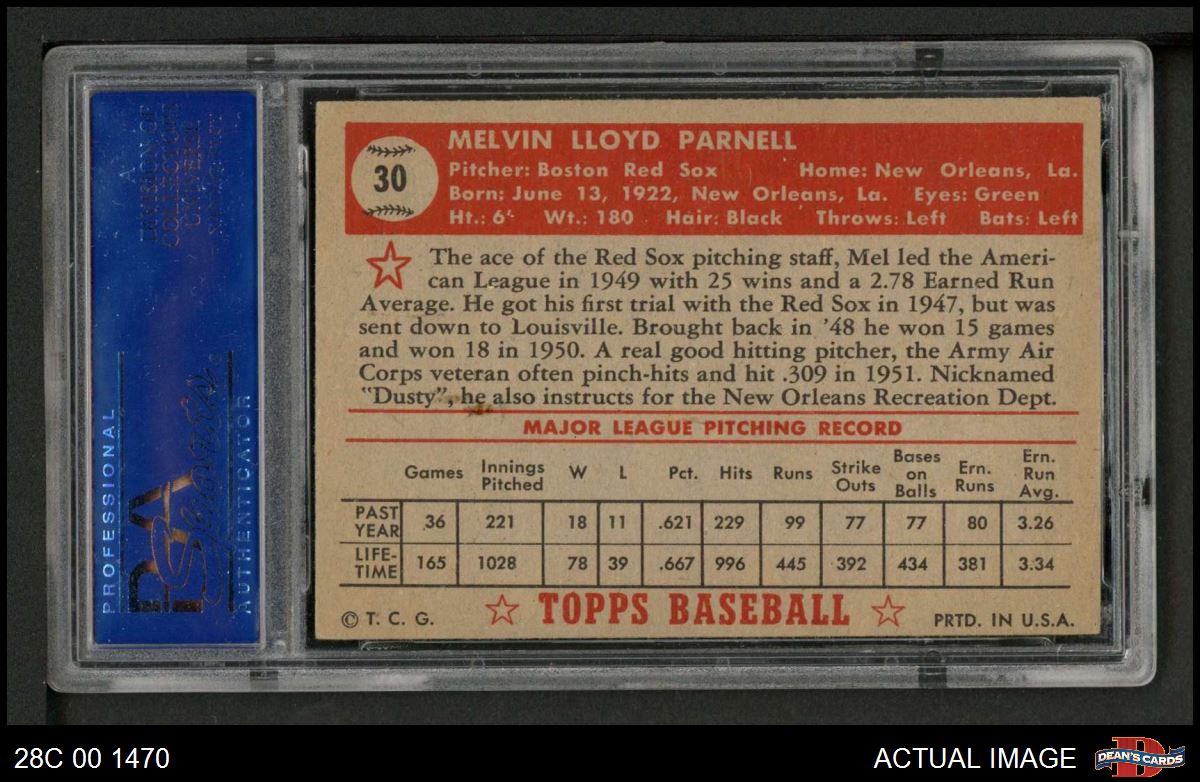 30
MELVIN LLOYD PARNELL
Pitcher: Boston Red Sox Home: New Orleans, La.
Born: June 13, 1922, New Orleans, La. Eyes: Green
Ht.: 6' Wt.: 180 Hair: Black Throws: Left Bats: Left
The ace of the Red Sox pitching staff, Mel led the Ameri-
can League in 1949 with 25 wins and a 2.78 Earned Run
Average. He got his first trial with the Red Sox in 1947, but was
sent down to Louisville. Brought back in '48 he won 15 games
and won 18 in 1950. A real good hitting pitcher, the Army Air
Corps veteran often pinch-hits and hit .309 in 1951. Nicknamed
"Dusty", he also instructs for the New Orleans Recreation Dept.
MAJOR LEAGUE PITCHING RECORD
Games Innings Pitched W L Pct. Hits Runs Strike Outs Bases on Balls Ern. Runs Ern. Run Avg.
PAST YEAR 36 221 18 11 .621 229 99 77 77 80 3.26
LIFE-TIME 165 1028 78 39 .667 996 445 392 434 381 3.34
© T. C. G. TOPPS BASEBALL PRTD. IN U.S.A.
A
DIVISION OF
COLLECTORS
UNIVERSE
PROFESSIONAL
PSA
Sports
AUTHENTICATOR
28C 00 1470
ACTUAL IMAGE
DEAN'S CARDS